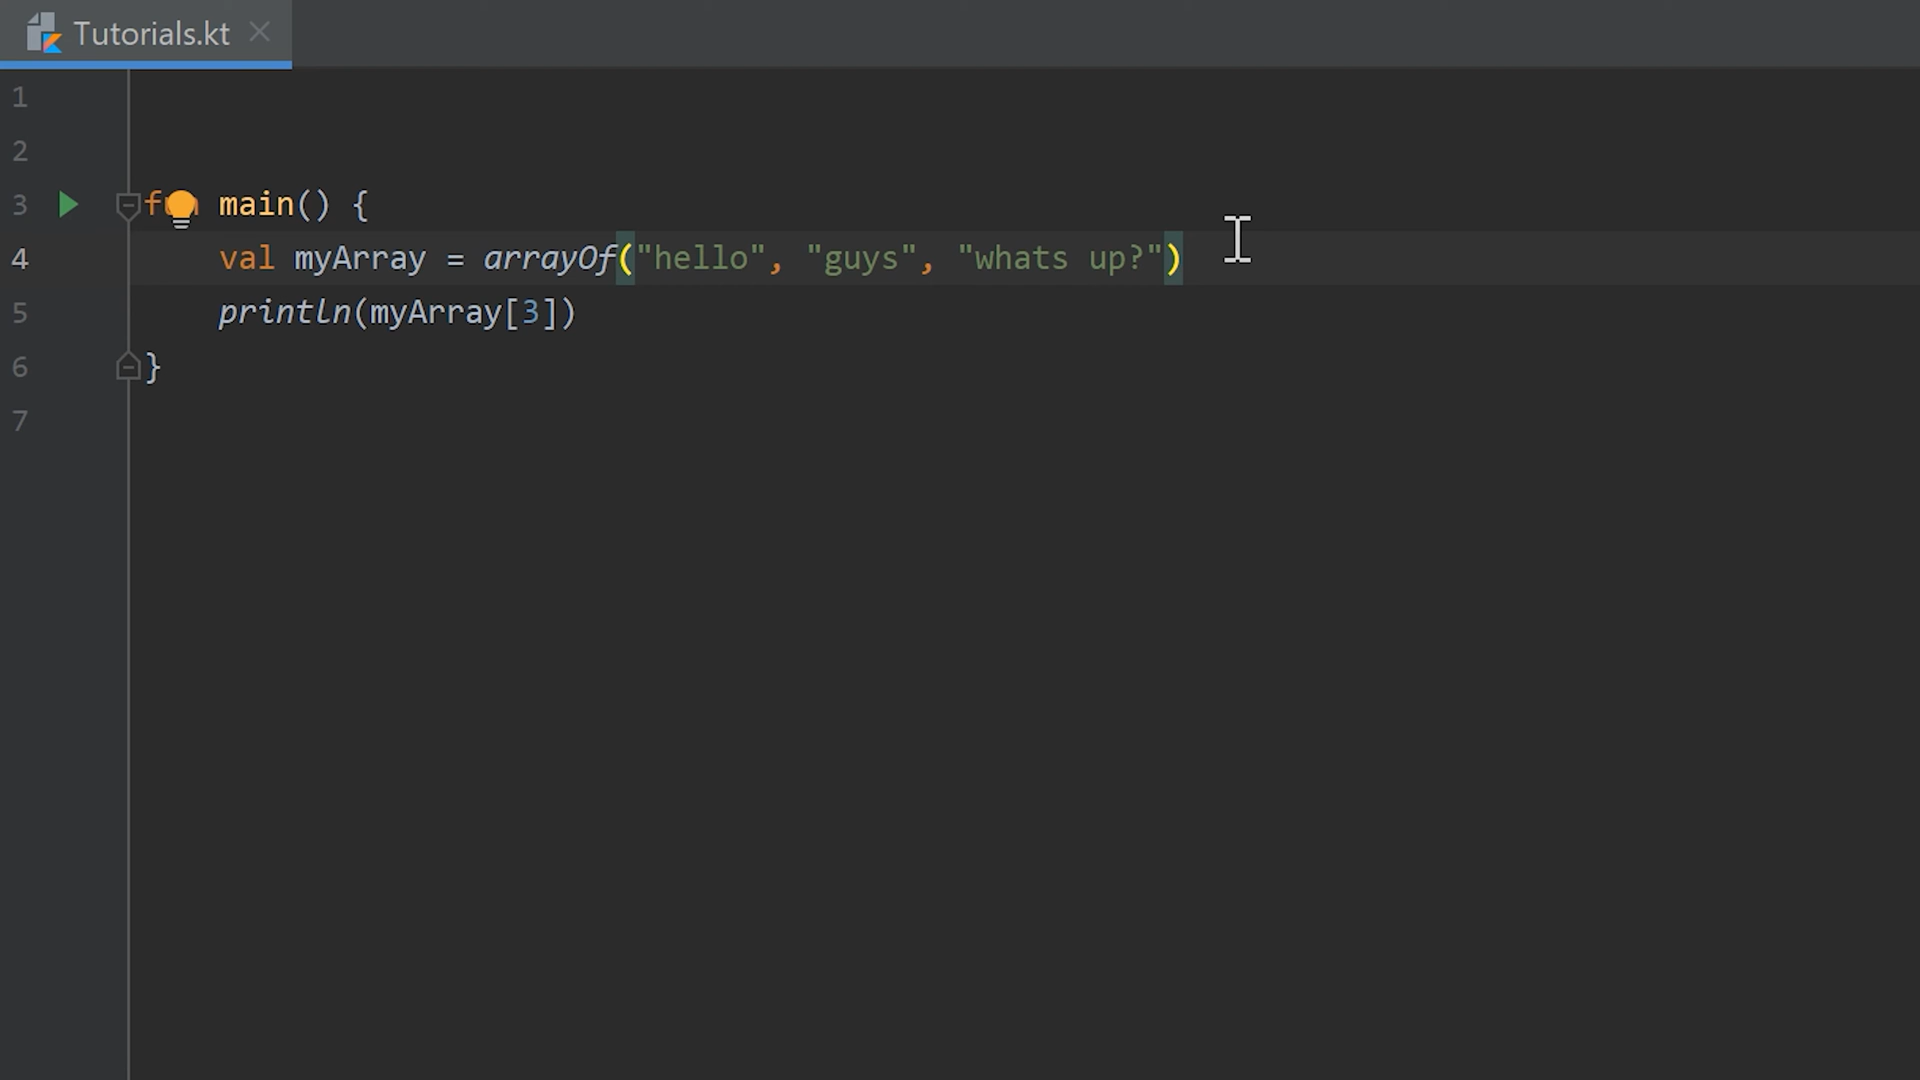 Tutorials.kt
1
2
3 fun main() {
4 val myArray = arrayOf("hello", "guys", "whats up?")
5 println(myArray[3])
6 }
7